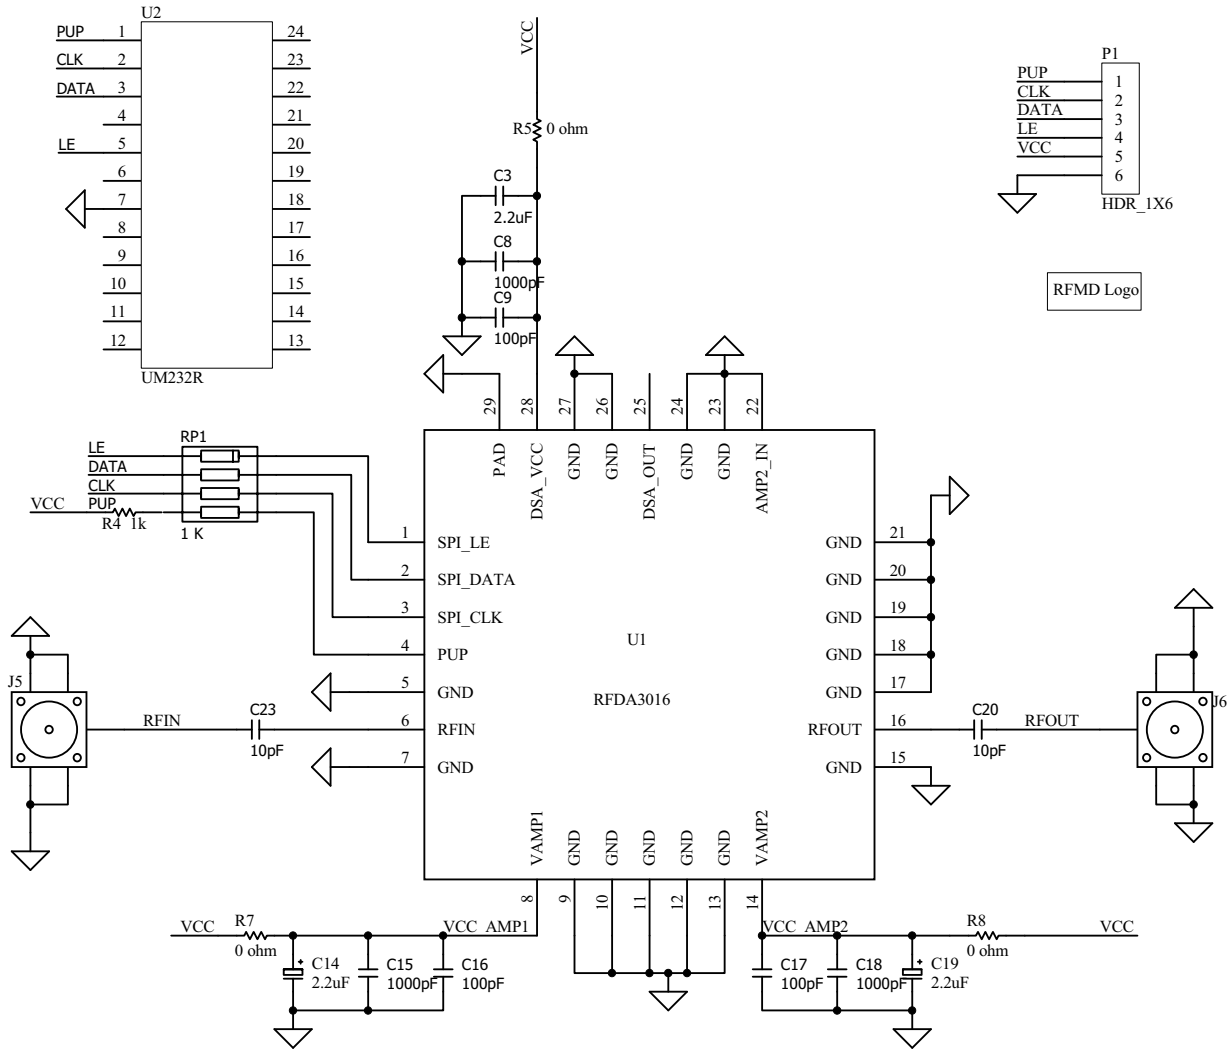 U2
PUP 1 24
CLK 2 23
DATA 3 22
4 21
LE 5 20
6 19
7 18
8 17
9 16
10 15
11 14
12 13
UM232R
VCC
R5 0 ohm
C3
2.2uF
C8
1000pF
C9
100pF
P1
PUP 1
CLK 2
DATA 3
LE 4
VCC 5
6
HDR_1X6
RFMD Logo
29 28 27 26 25 24 23 22
PAD DSA_VCC GND GND DSA_OUT GND GND AMP2_IN
RP1
LE
DATA
CLK
VCC PUP
R4 1k
1 K
1 SPI_LE
2 SPI_DATA
3 SPI_CLK
4 PUP
5 GND
6 RFIN
7 GND
U1
RFDA3016
GND 21
GND 20
GND 19
GND 18
GND 17
RFOUT 16
GND 15
J5
RFIN
C23
10pF
C20
10pF
RFOUT
J6
VAMP1 GND GND GND GND GND VAMP2
8 9 10 11 12 13 14
VCC R7
0 ohm
VCC_AMP1
C14
2.2uF
C15
1000pF
C16
100pF
VCC_AMP2
R8
0 ohm
VCC
C17
100pF
C18
1000pF
C19
2.2uF